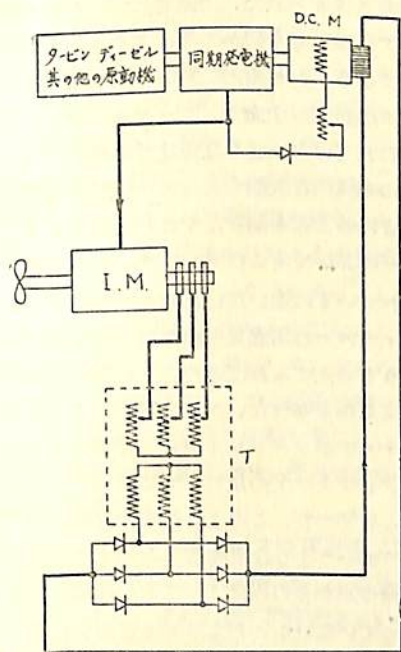 D.C. M
タービン ディーゼル
其の他の原動機
同期発電機
I.M.
T